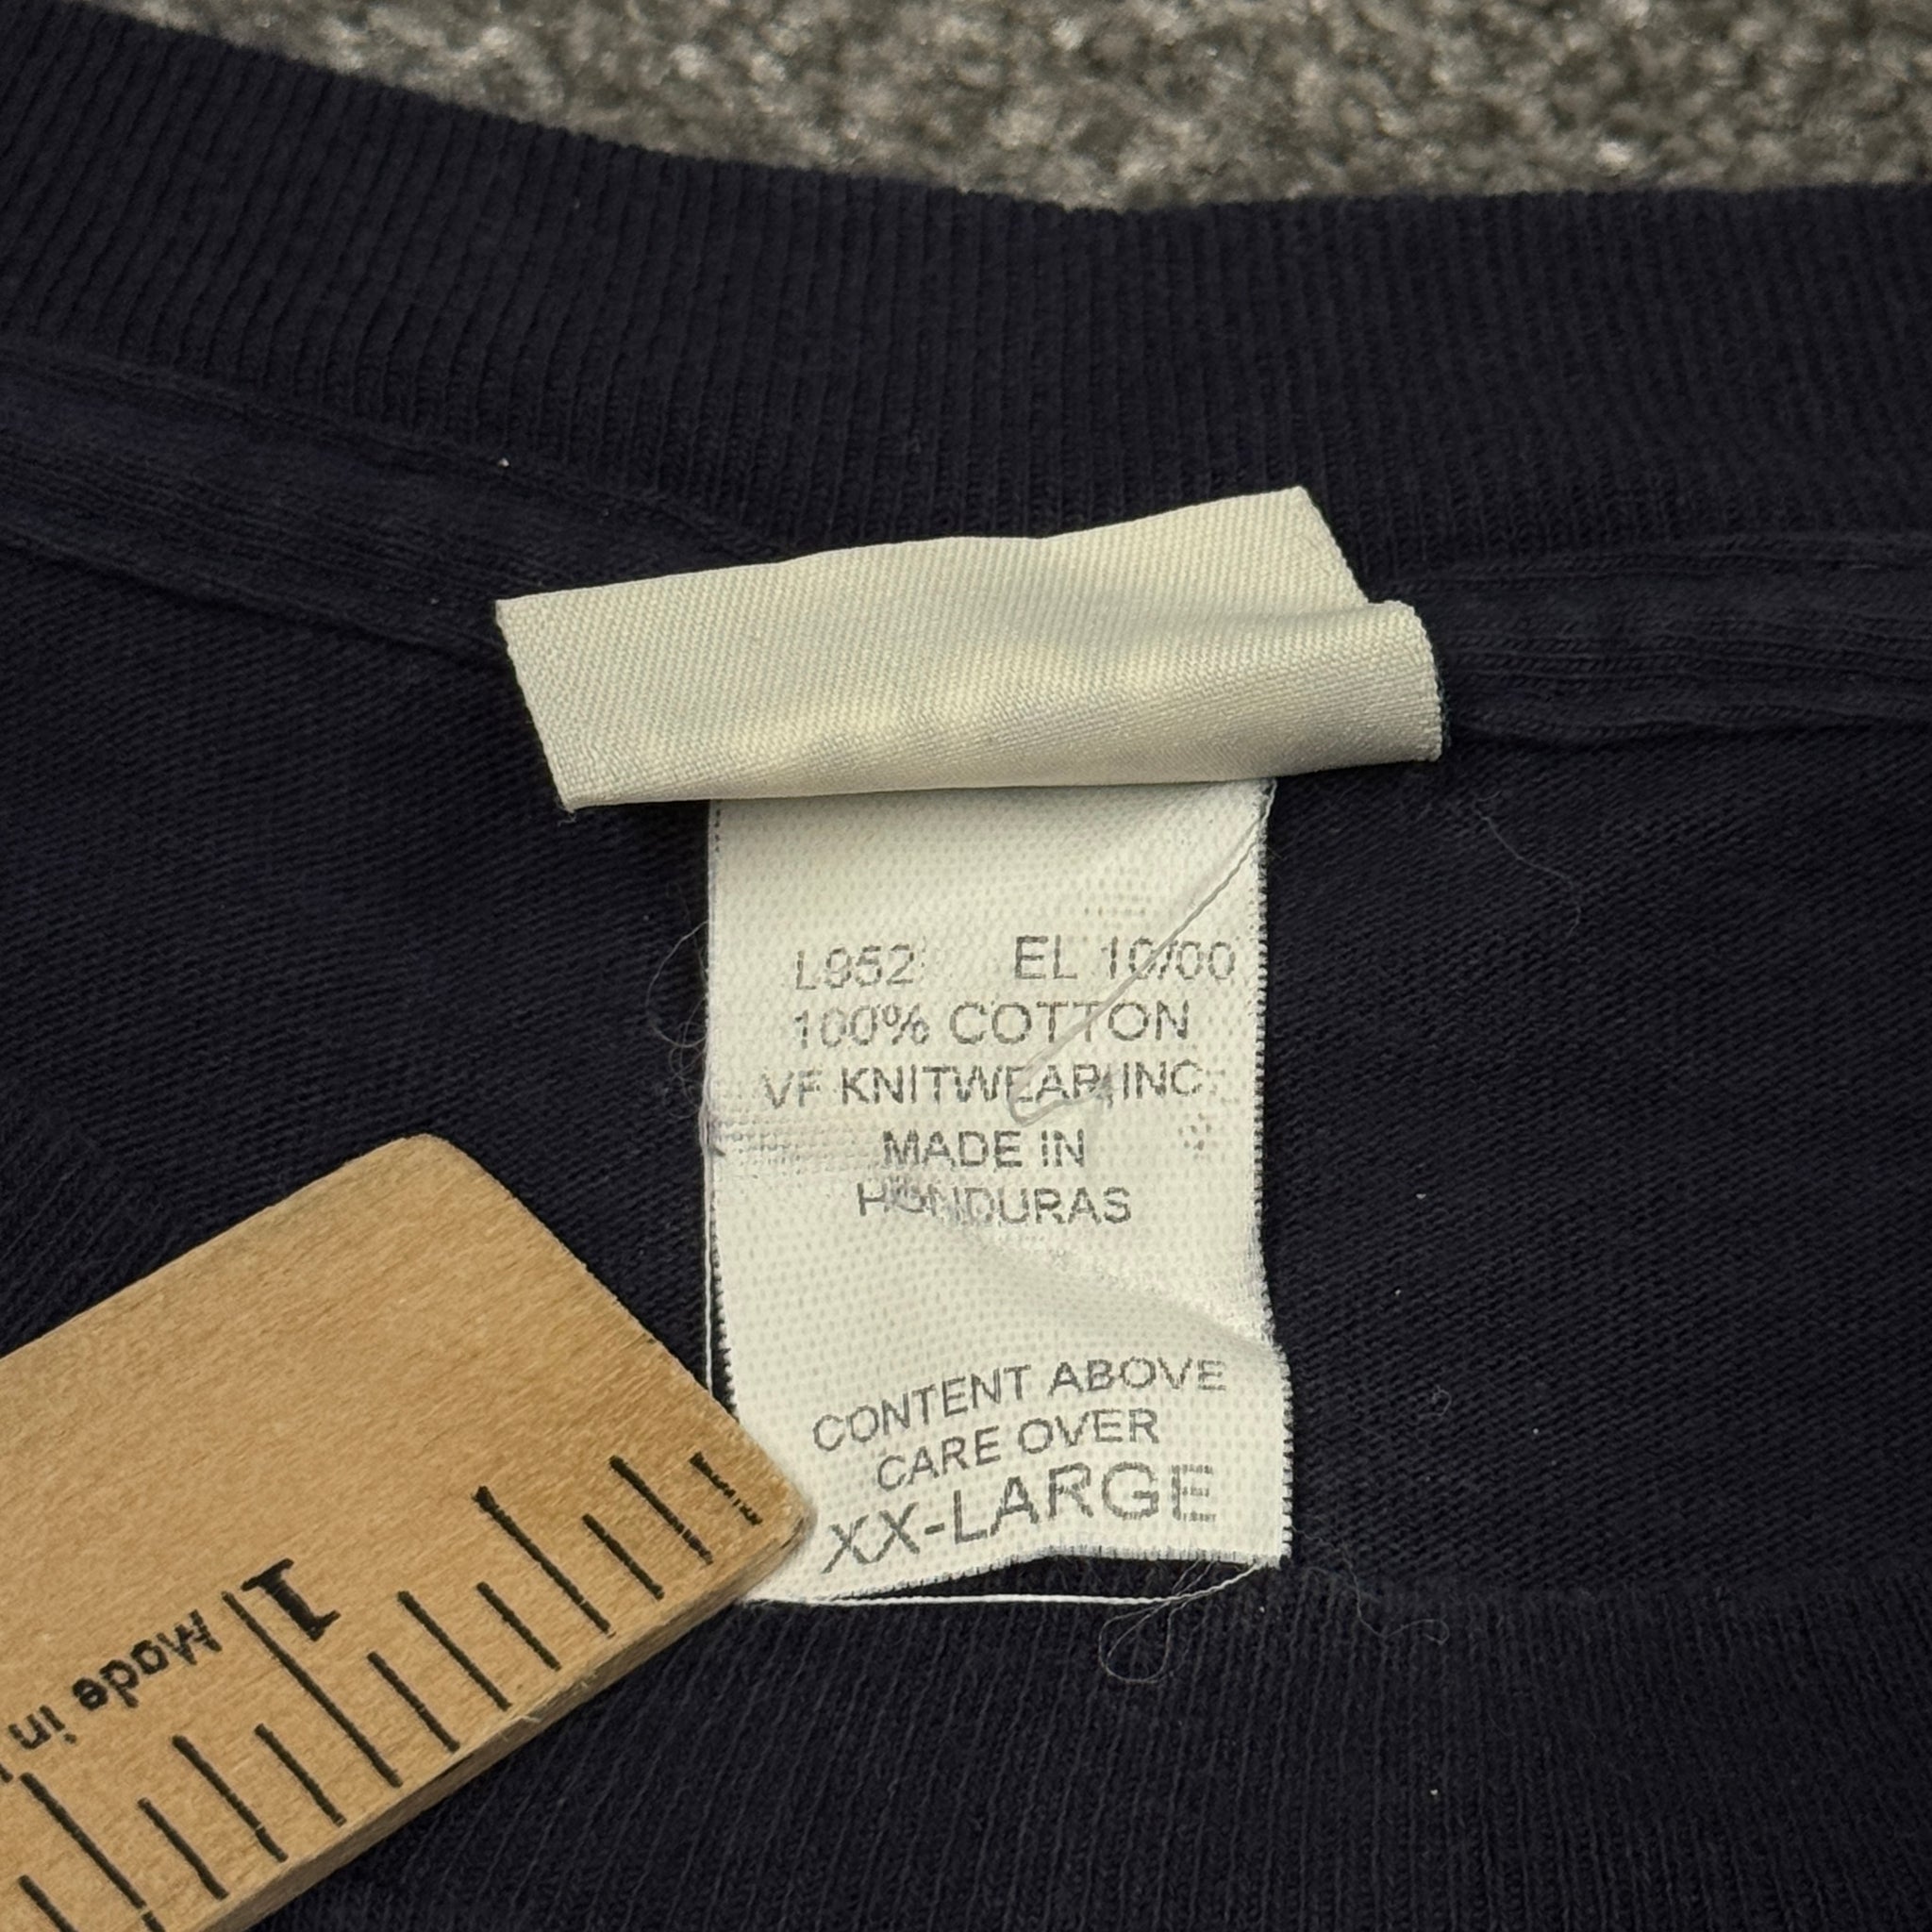 L952 EL 10/00
100% COTTON
VF KNITWEAR, INC.
MADE IN
HONDURAS
CONTENT ABOVE
CARE OVER
XX-LARGE
1
Made in